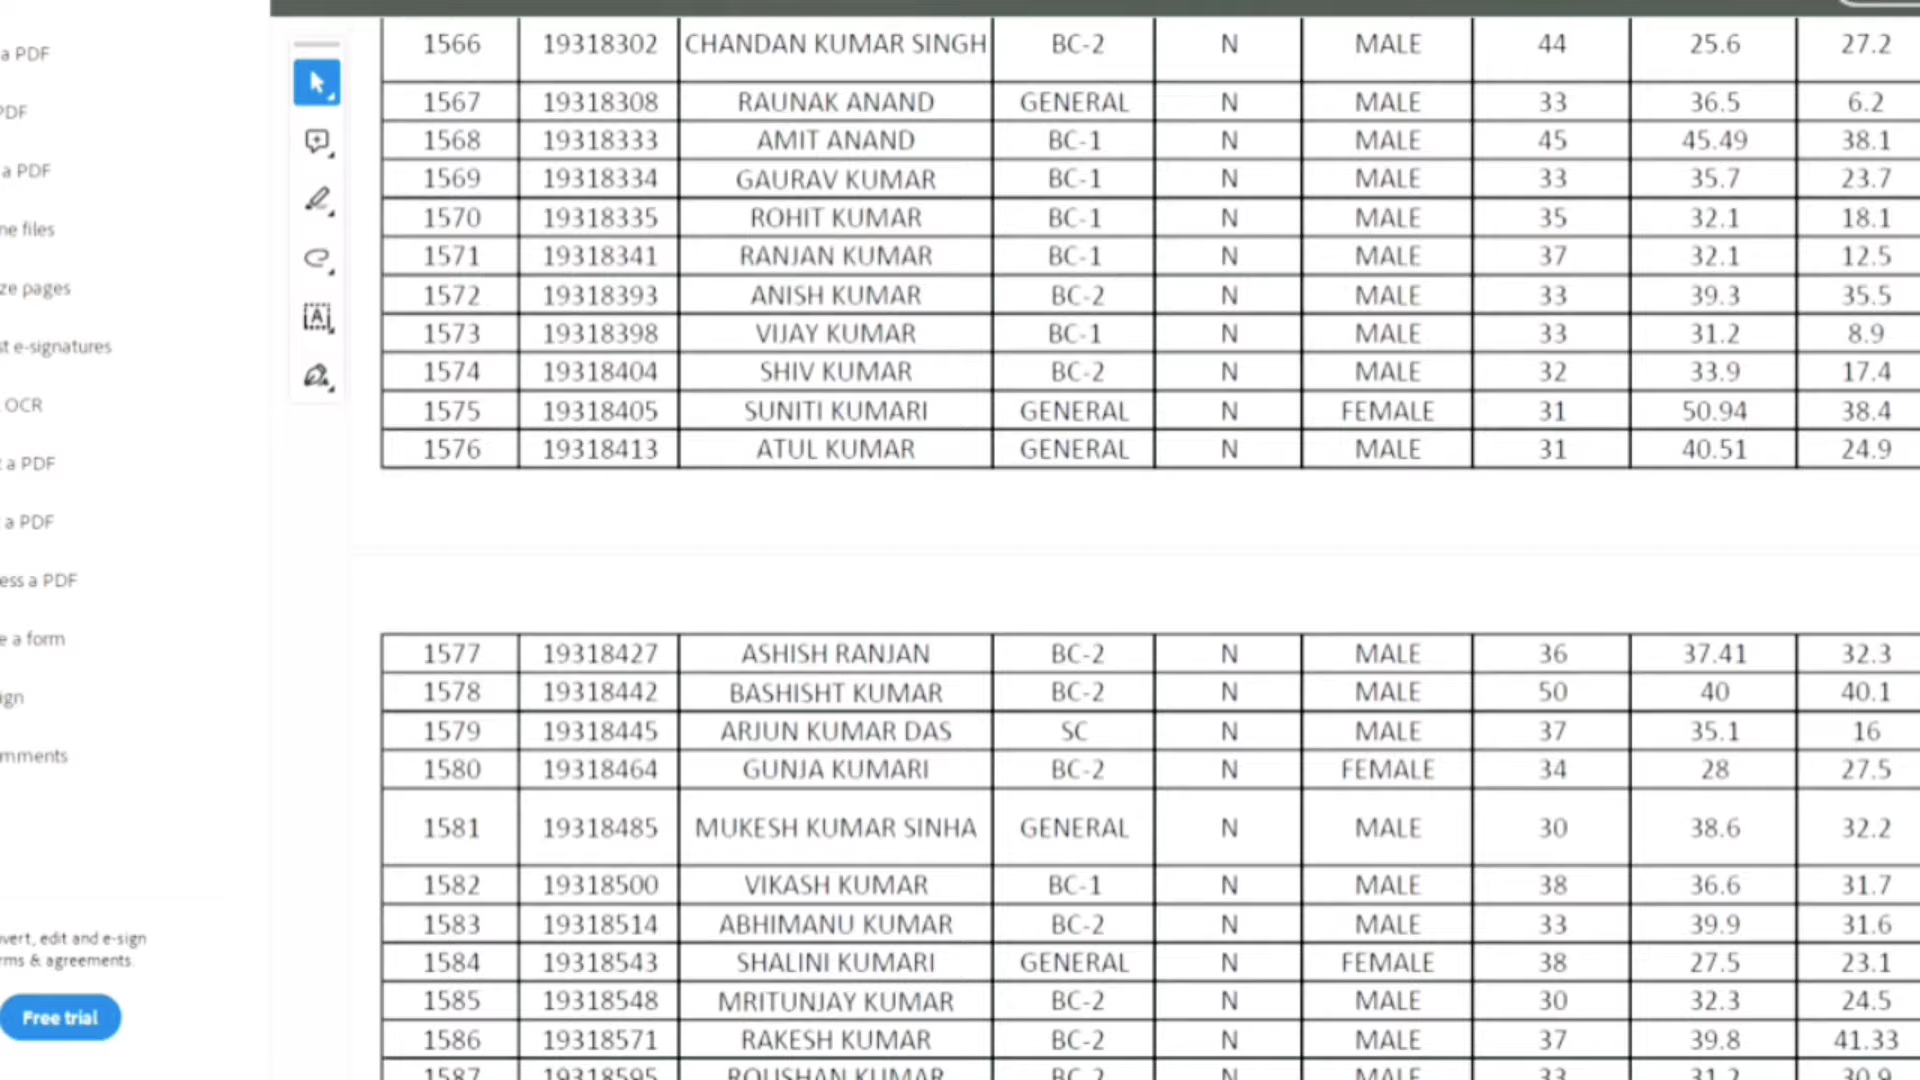 a PDF
PDF
a PDF
ne files
ze pages
st e-signatures
OCR
a PDF
a PDF
ess a PDF
e a form
ign
mments
vert, edit and e-sign
rms & agreements.
Free trial
1566 19318302 CHANDAN KUMAR SINGH BC-2 N MALE 44 25.6 27.2
1567 19318308 RAUNAK ANAND GENERAL N MALE 33 36.5 6.2
1568 19318333 AMIT ANAND BC-1 N MALE 45 45.49 38.1
1569 19318334 GAURAV KUMAR BC-1 N MALE 33 35.7 23.7
1570 19318335 ROHIT KUMAR BC-1 N MALE 35 32.1 18.1
1571 19318341 RANJAN KUMAR BC-1 N MALE 37 32.1 12.5
1572 19318393 ANISH KUMAR BC-2 N MALE 33 39.3 35.5
1573 19318398 VIJAY KUMAR BC-1 N MALE 33 31.2 8.9
1574 19318404 SHIV KUMAR BC-2 N MALE 32 33.9 17.4
1575 19318405 SUNITI KUMARI GENERAL N FEMALE 31 50.94 38.4
1576 19318413 ATUL KUMAR GENERAL N MALE 31 40.51 24.9
1577 19318427 ASHISH RANJAN BC-2 N MALE 36 37.41 32.3
1578 19318442 BASHISHT KUMAR BC-2 N MALE 50 40 40.1
1579 19318445 ARJUN KUMAR DAS SC N MALE 37 35.1 16
1580 19318464 GUNJA KUMARI BC-2 N FEMALE 34 28 27.5
1581 19318485 MUKESH KUMAR SINHA GENERAL N MALE 30 38.6 32.2
1582 19318500 VIKASH KUMAR BC-1 N MALE 38 36.6 31.7
1583 19318514 ABHIMANU KUMAR BC-2 N MALE 33 39.9 31.6
1584 19318543 SHALINI KUMARI GENERAL N FEMALE 38 27.5 23.1
1585 19318548 MRITUNJAY KUMAR BC-2 N MALE 30 32.3 24.5
1586 19318571 RAKESH KUMAR BC-2 N MALE 37 39.8 41.33
1587 19318595 ROUSHAN KUMAR BC-2 N MALE 33 31.2 30.9